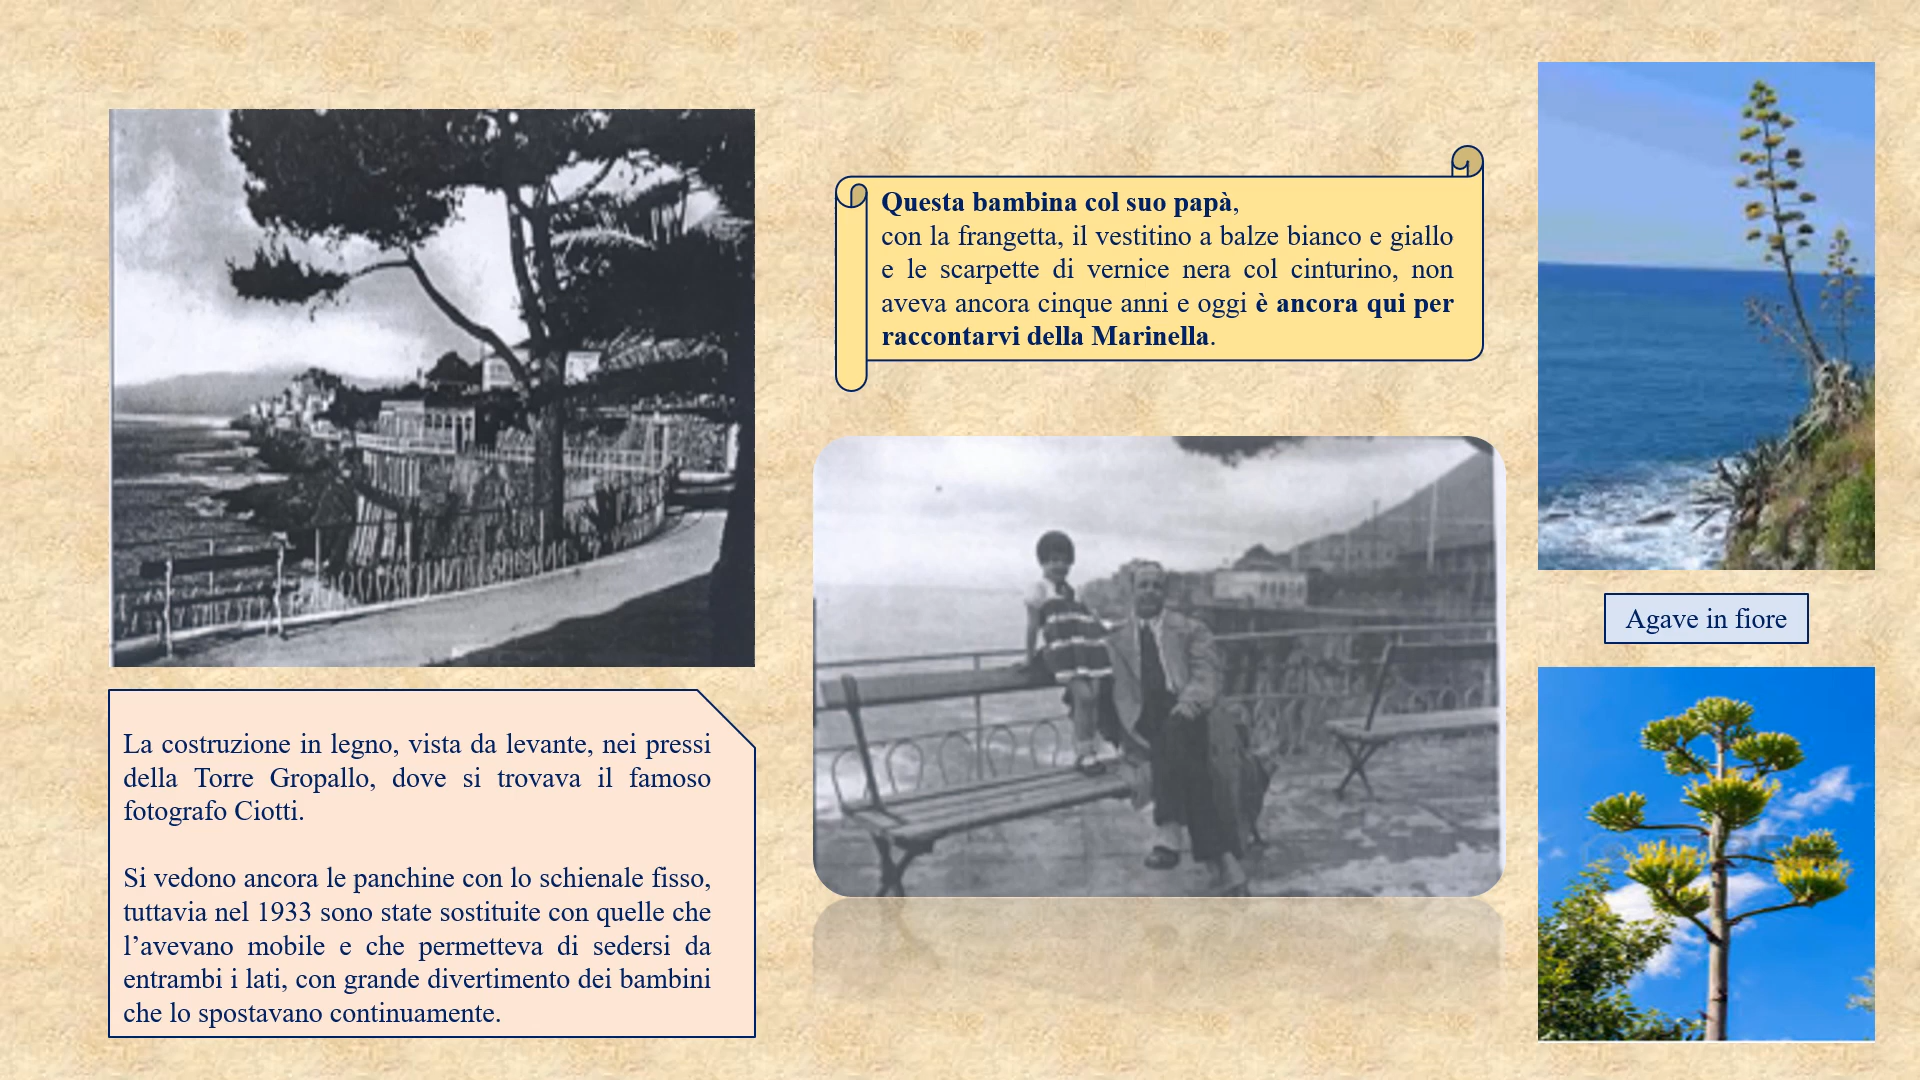 Questa bambina col suo papà,
con la frangetta, il vestitino a balze bianco e giallo
e le scarpette di vernice nera col cinturino, non
aveva ancora cinque anni e oggi è ancora qui per
raccontarvi della Marinella.
Agave in fiore
La costruzione in legno, vista da levante, nei pressi
della Torre Gropallo, dove si trovava il famoso
fotografo Ciotti.
Si vedono ancora le panchine con lo schienale fisso,
tuttavia nel 1933 sono state sostituite con quelle che
l’avevano mobile e che permetteva di sedersi da
entrambi i lati, con grande divertimento dei bambini
che lo spostavano continuamente.